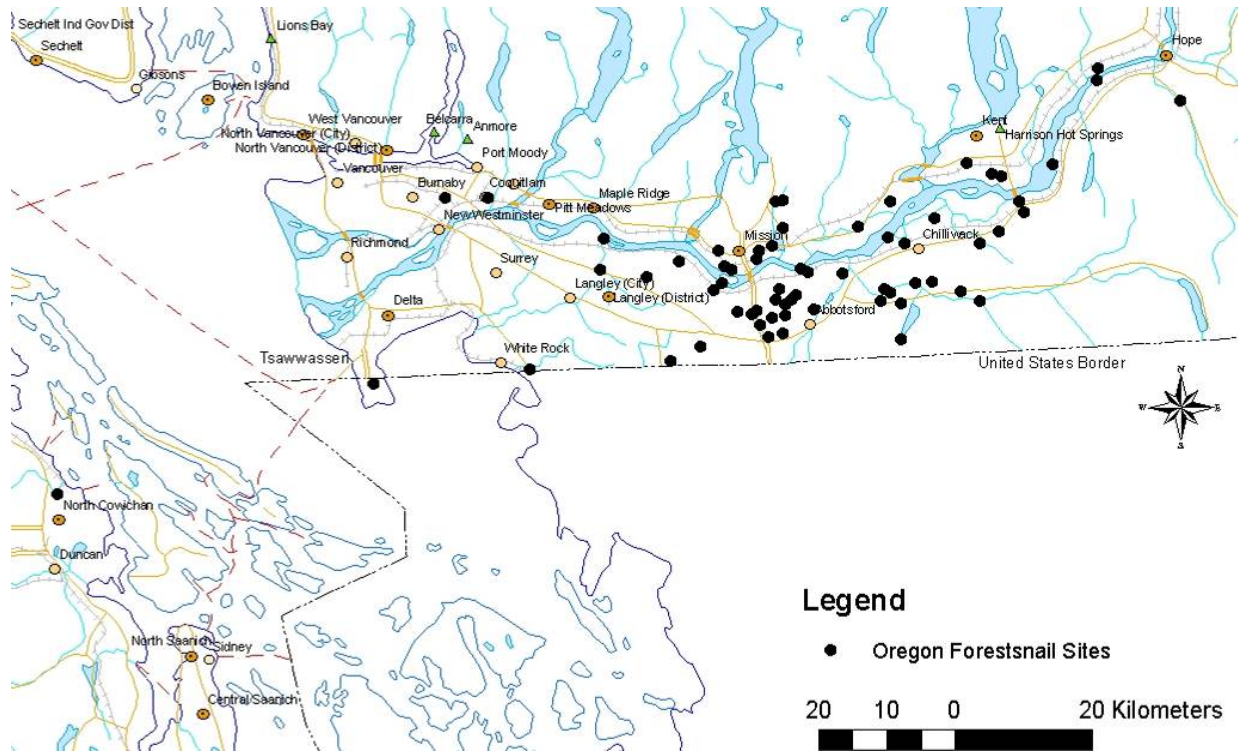 Sechelt Ind Gov Dist
Sechelt
Lions Bay
Hope
Gibsons
Bowen Island
West Vancouver
Belcarra
Anmore
Kent
Harrison Hot Springs
North Vancouver (City)
North Vancouver (District)
Port Moody
Vancouver
Burnaby
Coquitlam
Maple Ridge
Pitt Meadows
New Westminster
Mission
Chilliwack
Richmond
Surrey
Langley (City)
Langley (District)
Delta
Abbotsford
White Rock
Tsawwassen
United States Border
N
W
E
S
North Cowichan
Duncan
North Saanich
Sidney
Central Saanich
Legend
Oregon Forestsnail Sites
20 10 0 20 Kilometers